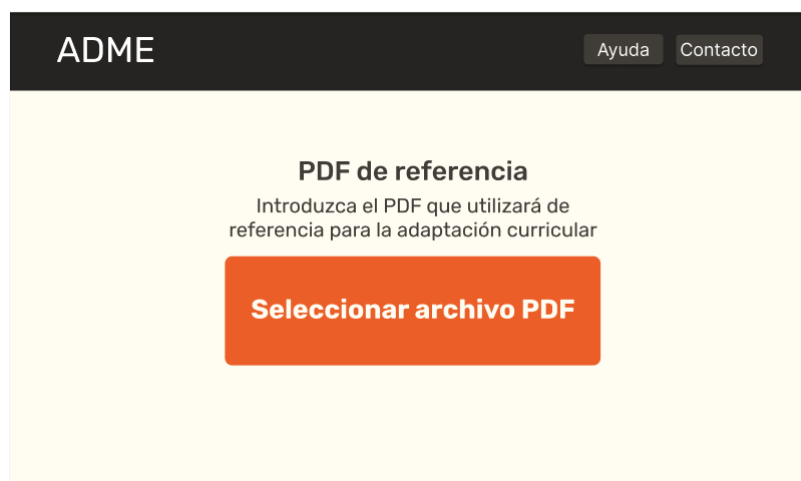 ADME
Ayuda
Contacto
PDF de referencia
Introduzca el PDF que utilizará de
referencia para la adaptación curricular
Seleccionar archivo PDF